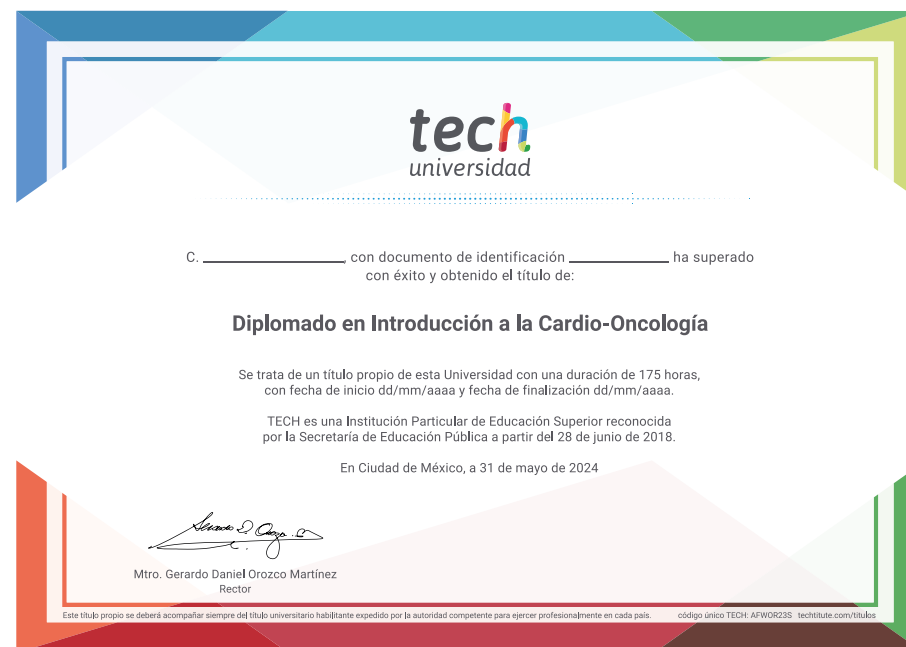 tech
universidad
C. ____________, con documento de identificación ____________ ha superado
con éxito y obtenido el título de:
Diplomado en Introducción a la Cardio-Oncología
Se trata de un título propio de esta Universidad con una duración de 175 horas,
con fecha de inicio dd/mm/aaaa y fecha de finalización dd/mm/aaaa.
TECH es una Institución Particular de Educación Superior reconocida
por la Secretaría de Educación Pública a partir del 28 de junio de 2018.
En Ciudad de México, a 31 de mayo de 2024
Mtro. Gerardo Daniel Orozco Martínez
Rector
Este título propio se deberá acompañar siempre del título universitario habilitante expedido por la autoridad competente para ejercer profesionalmente en cada país. código único TECH: AFWOR23S techtitute.com/titulos